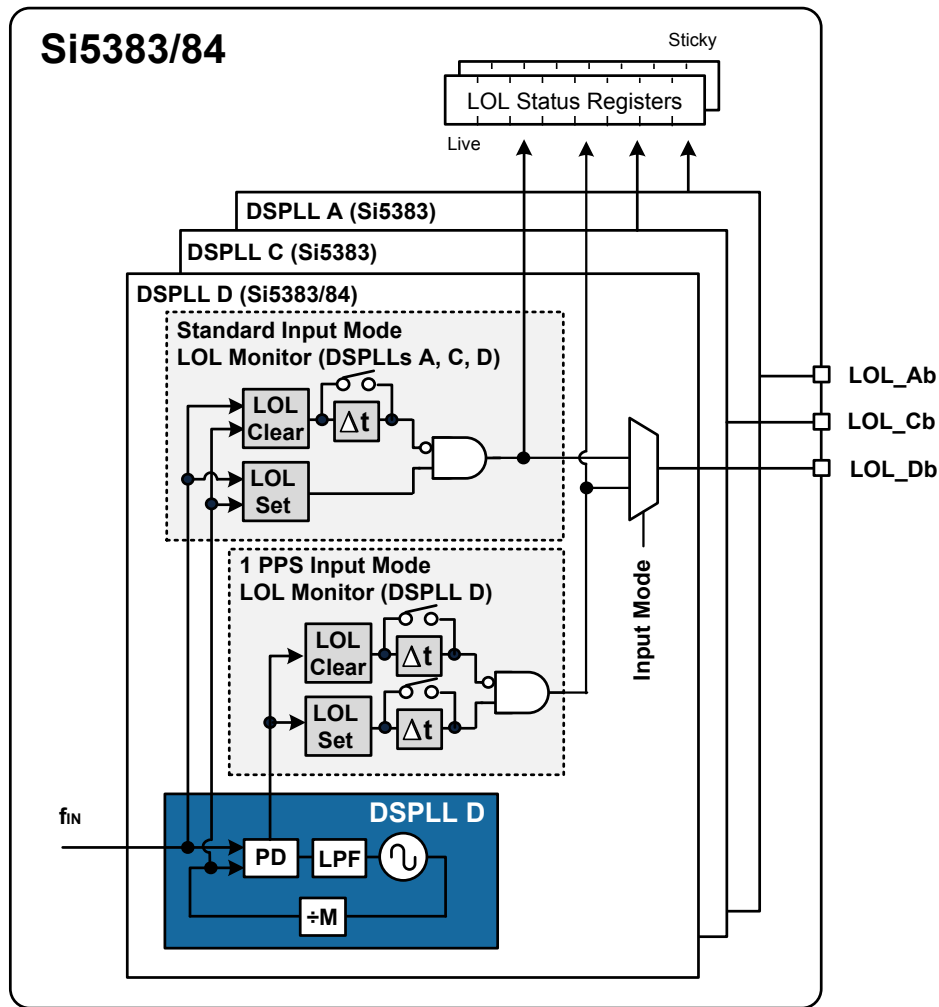 Si5383/84
Sticky
LOL Status Registers
Live
DSPLL A (Si5383)
DSPLL C (Si5383)
DSPLL D (Si5383/84)
Standard Input Mode
LOL Monitor (DSPLLs A, C, D)
LOL
Clear
Δt
LOL
Set
LOL_Ab
LOL_Cb
LOL_Db
Input Mode
1 PPS Input Mode
LOL Monitor (DSPLL D)
LOL
Clear
Δt
LOL
Set
Δt
fIN
DSPLL D
PD
LPF
÷M